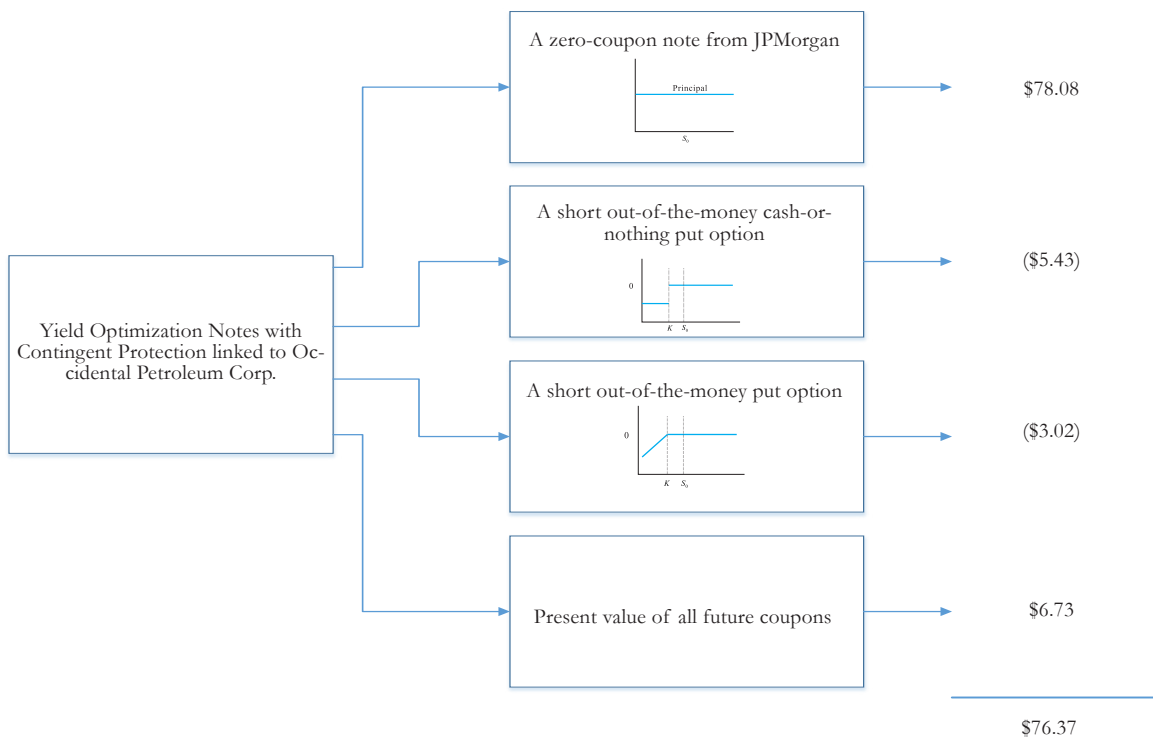 A zero-coupon note from JPMorgan
Principal
S₀
$78.08
A short out-of-the-money cash-or-
nothing put option
0
K S₀
($5.43)
Yield Optimization Notes with
Contingent Protection linked to Oc-
cidental Petroleum Corp.
A short out-of-the-money put option
0
K S₀
($3.02)
Present value of all future coupons
$6.73
$76.37